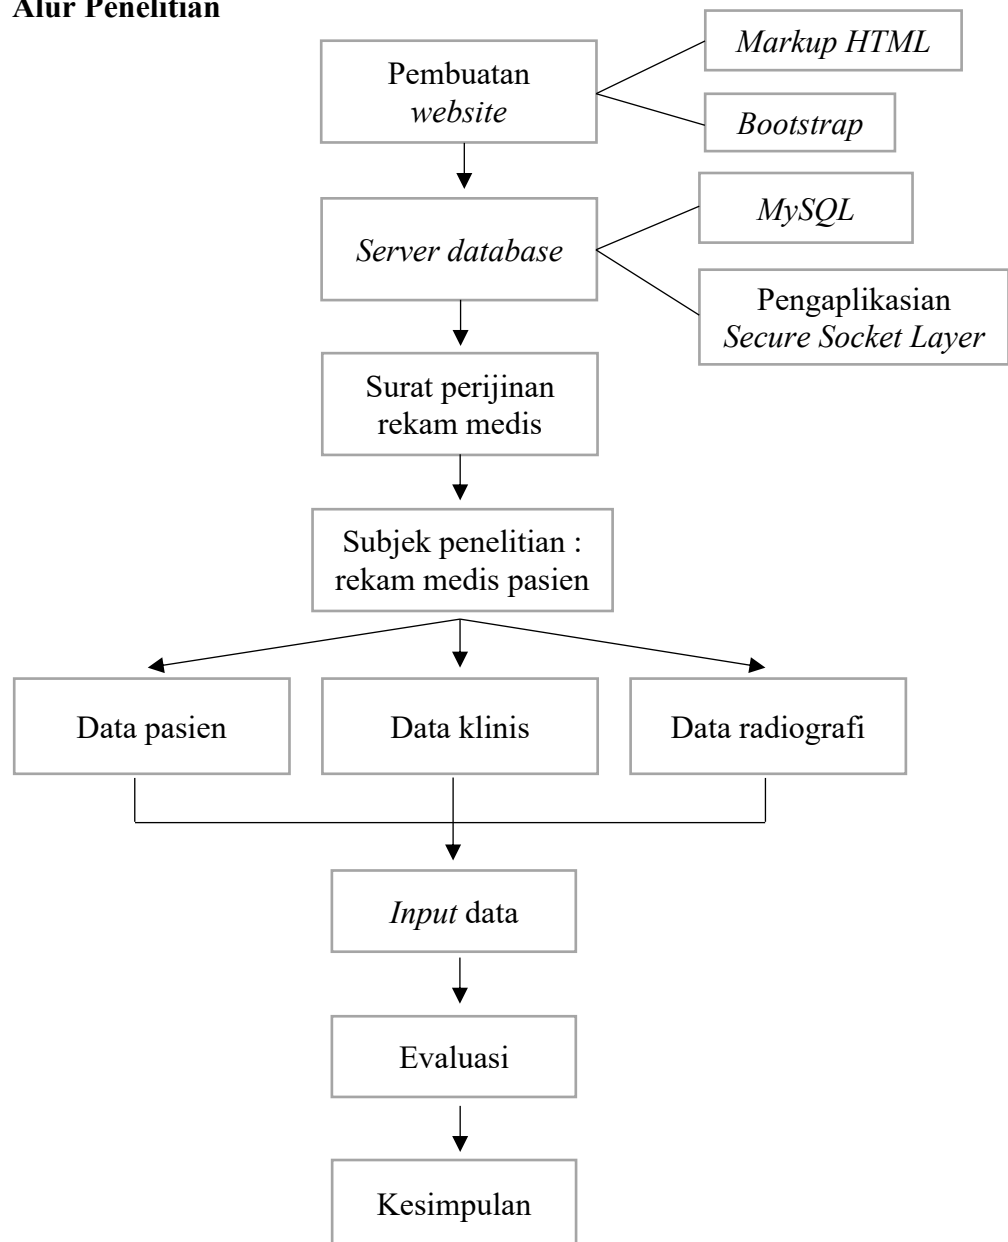 Alur Penelitian
Pembuatan
website
Markup HTML
Bootstrap
Server database
MySQL
Pengaplikasian
Secure Socket Layer
Surat perijinan
rekam medis
Subjek penelitian :
rekam medis pasien
Data pasien
Data klinis
Data radiografi
Input data
Evaluasi
Kesimpulan